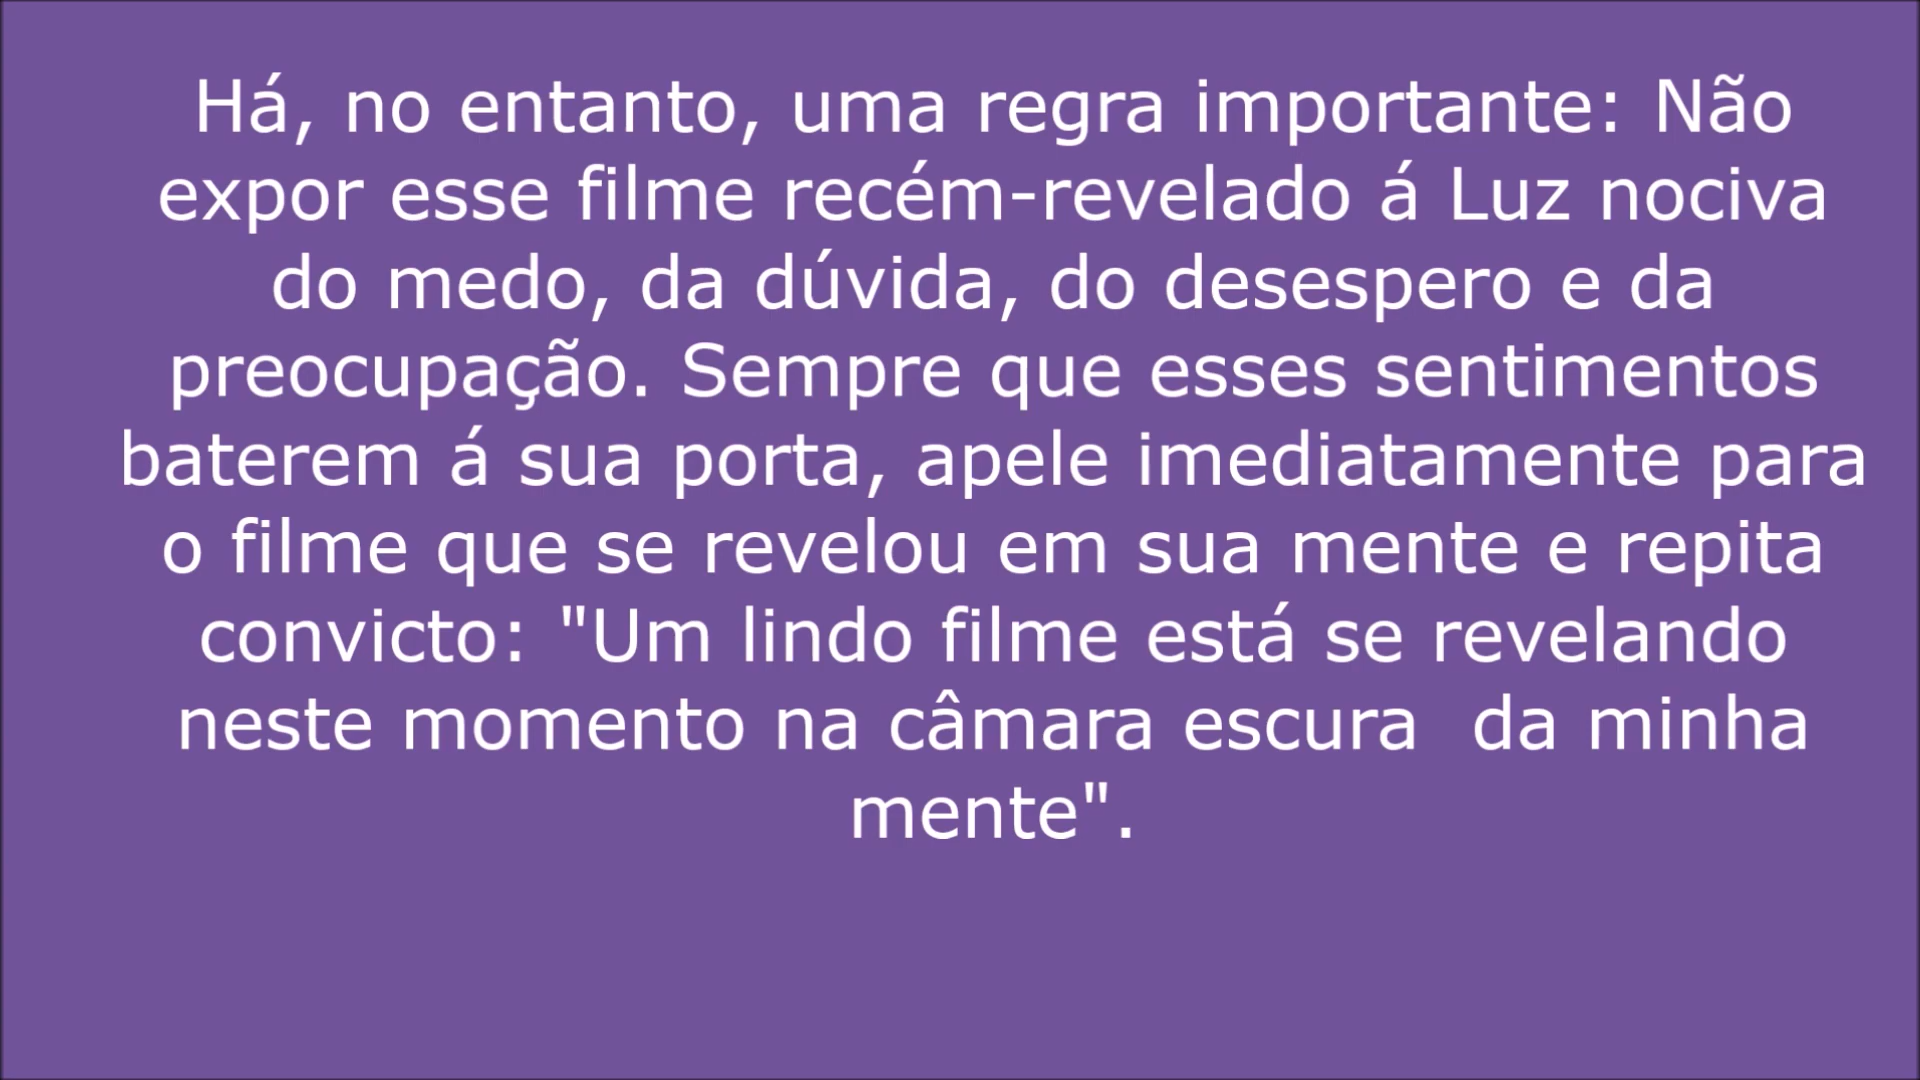 Há, no entanto, uma regra importante: Não
expor esse filme recém-revelado á Luz nociva
do medo, da dúvida, do desespero e da
preocupação. Sempre que esses sentimentos
baterem á sua porta, apele imediatamente para
o filme que se revelou em sua mente e repita
convicto: "Um lindo filme está se revelando
neste momento na câmara escura  da minha
mente".